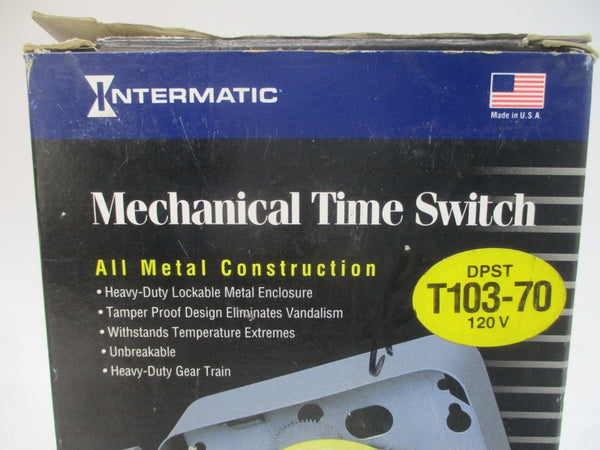 INTERMATIC
Made in U.S.A.
Mechanical Time Switch
All Metal Construction
• Heavy-Duty Lockable Metal Enclosure
• Tamper Proof Design Eliminates Vandalism
• Withstands Temperature Extremes
• Unbreakable
• Heavy-Duty Gear Train
DPST
T103-70
120 V